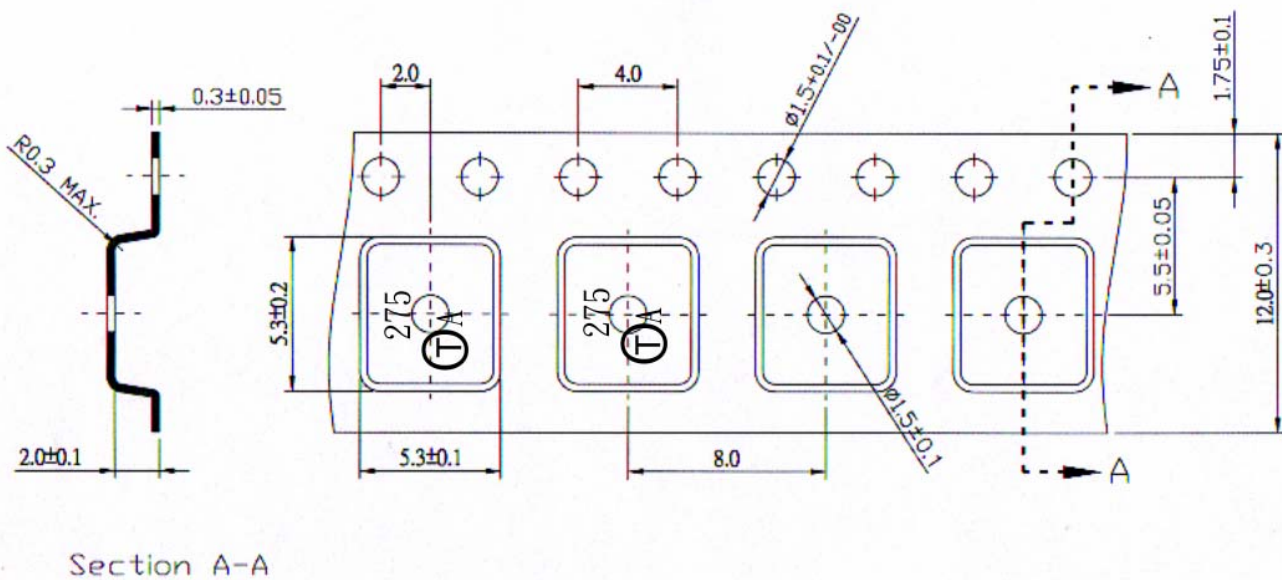 2.0
4.0
Ø1.5+0.1/-00
A
1.75±0.1
0.3±0.05
R0.3 MAX.
5.3±0.2
275
Ⓣ A
275
Ⓣ A
5.5±0.05
12.0±0.3
Ø1.5±0.1
2.0±0.1
5.3±0.1
8.0
A
Section A-A